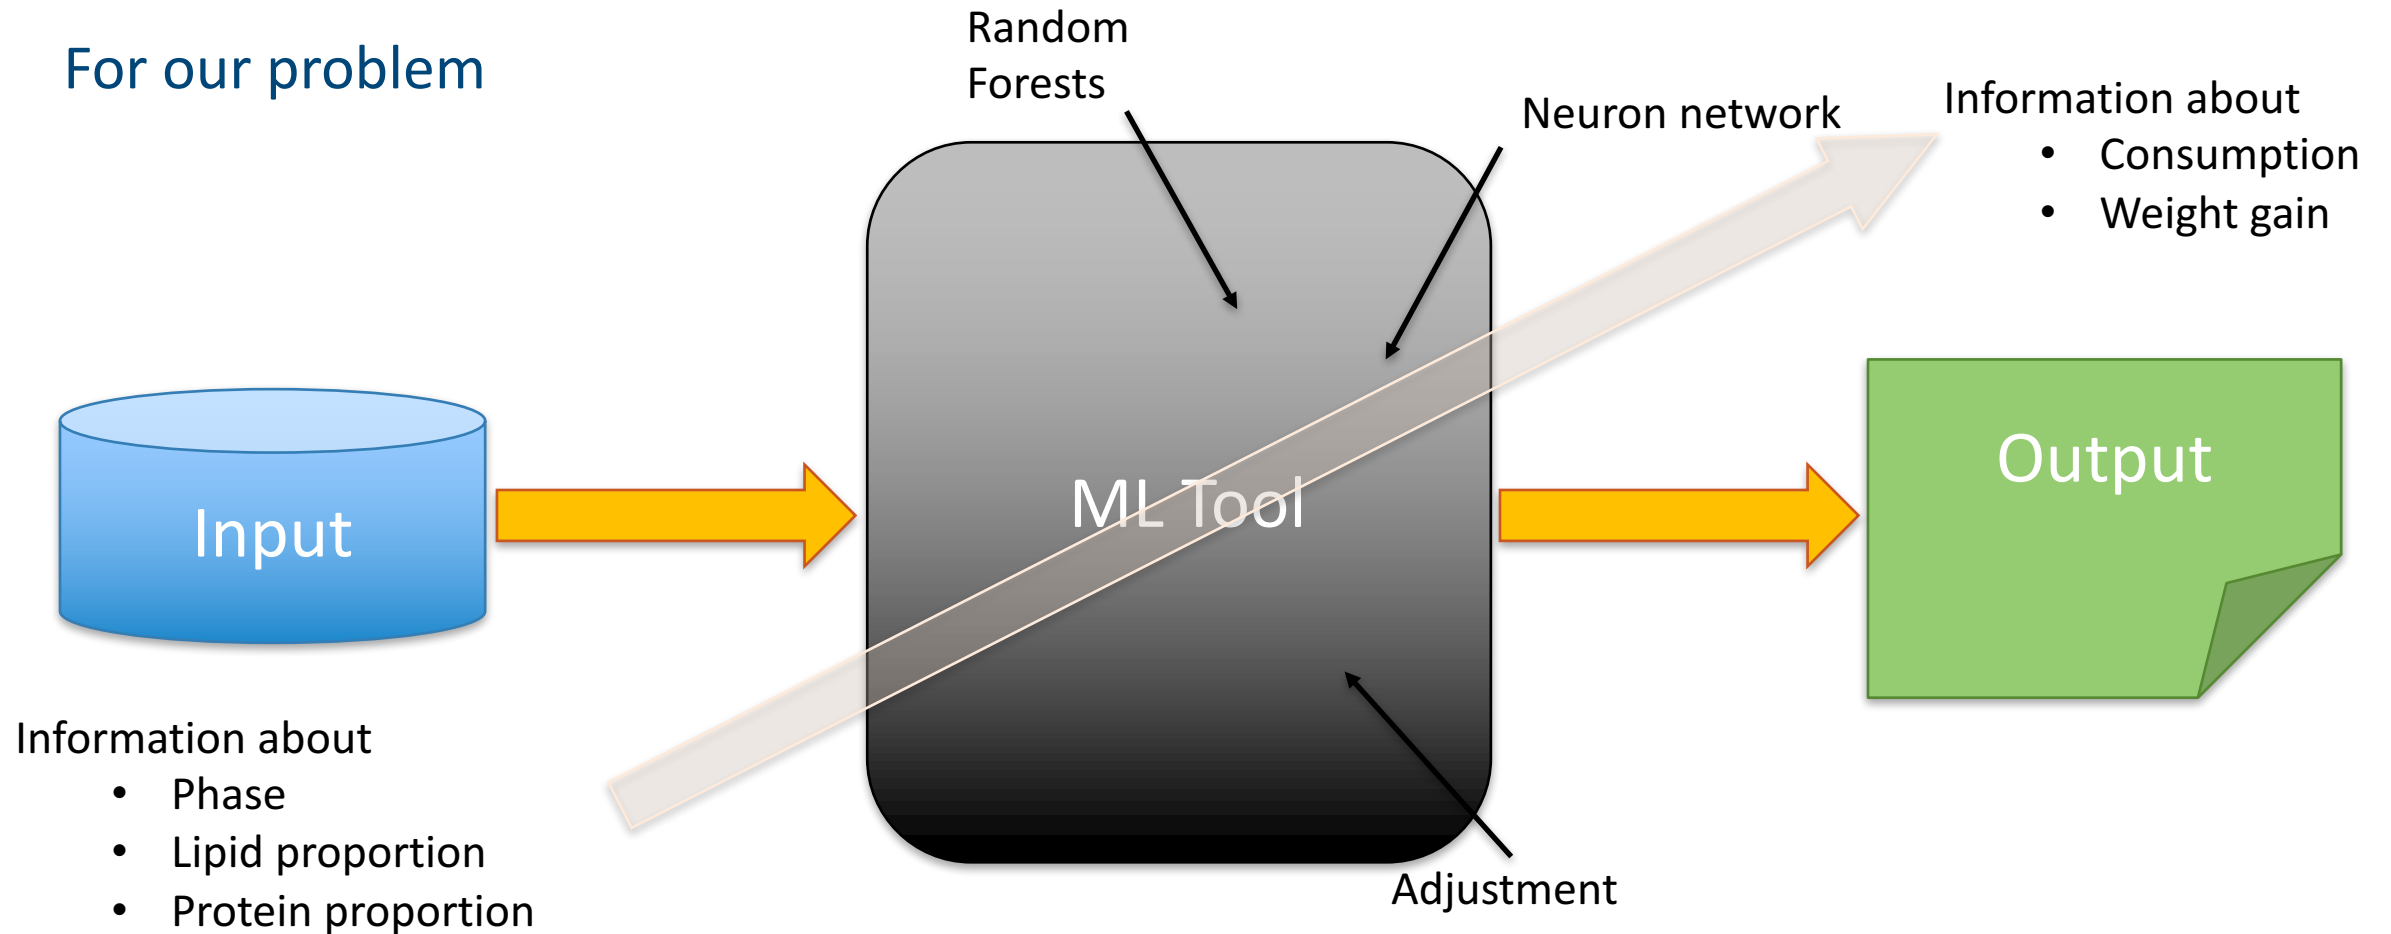 For our problem
Random
Forests
Neuron network
Information about
• Consumption
• Weight gain
Input
ML Tool
Output
Information about
• Phase
• Lipid proportion
• Protein proportion
Adjustment